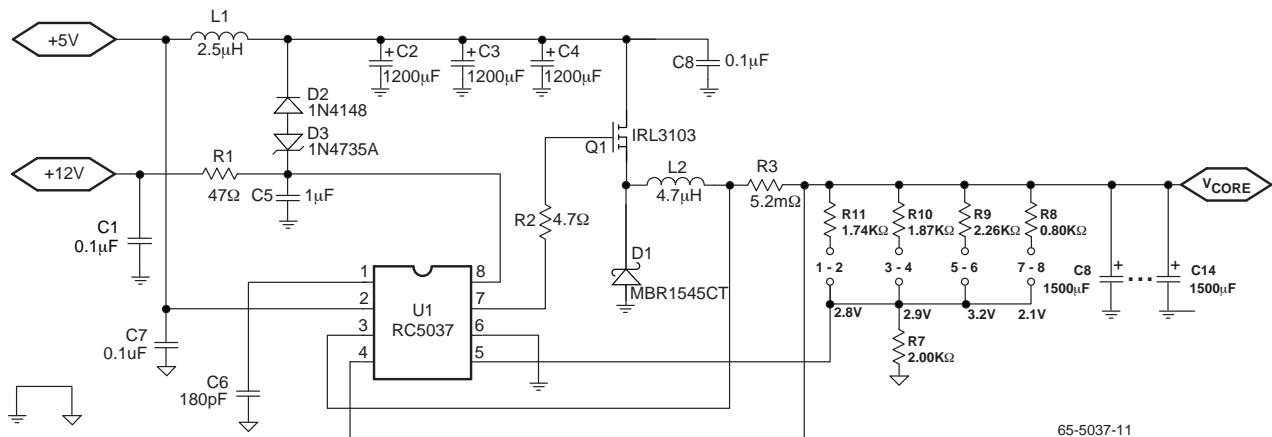 +5V
L1
2.5µH
+C2
1200µF
+C3
1200µF
+C4
1200µF
C8
0.1µF
D2
1N4148
D3
1N4735A
IRL3103
Q1
+12V
R1
47Ω
C5
1µF
R2
4.7Ω
L2
4.7µH
R3
5.2mΩ
VCORE
C1
0.1µF
D1
MBR1545CT
R11
1.74KΩ
R10
1.87KΩ
R9
2.26KΩ
R8
0.80KΩ
1 - 2
3 - 4
5 - 6
7 - 8
2.8V
2.9V
3.2V
2.1V
C8
1500µF
+
...
+
C14
1500µF
R7
2.00KΩ
1
2
3
4
U1
RC5037
8
7
6
5
C7
0.1uF
C6
180pF
65-5037-11